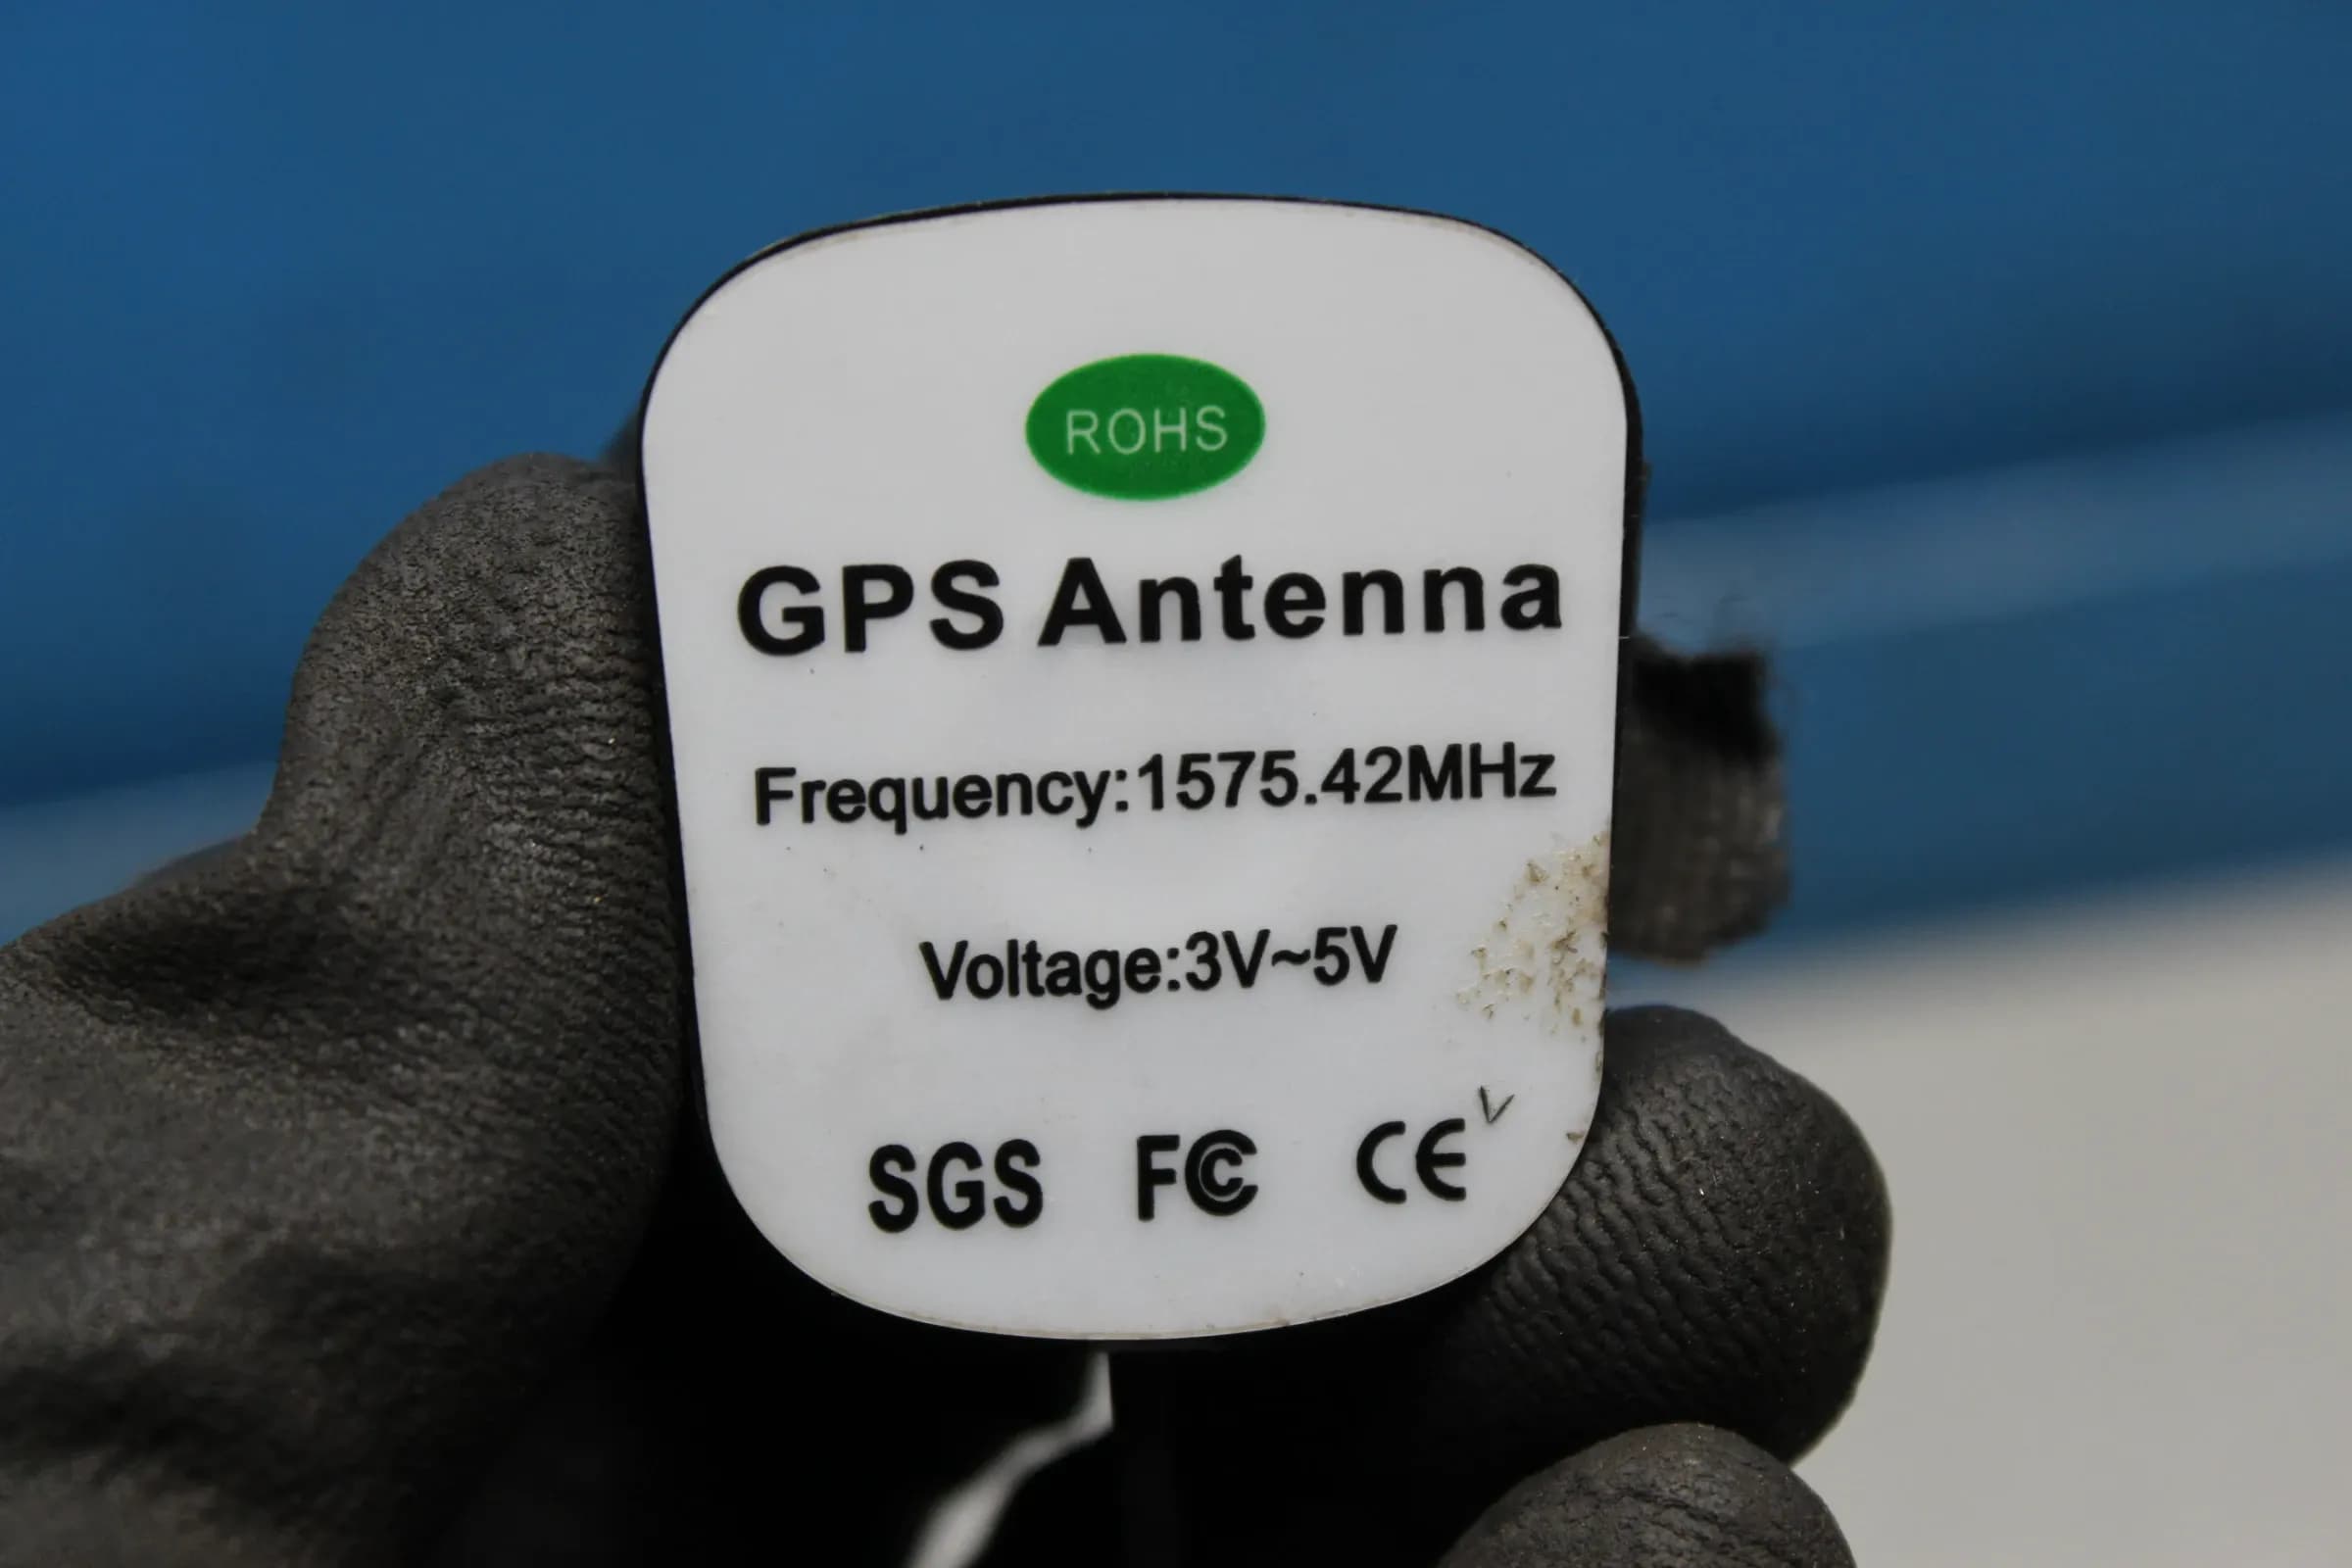 ROHS
GPS Antenna
Frequency:1575.42MHz
Voltage:3V~5V
SGS FC CE